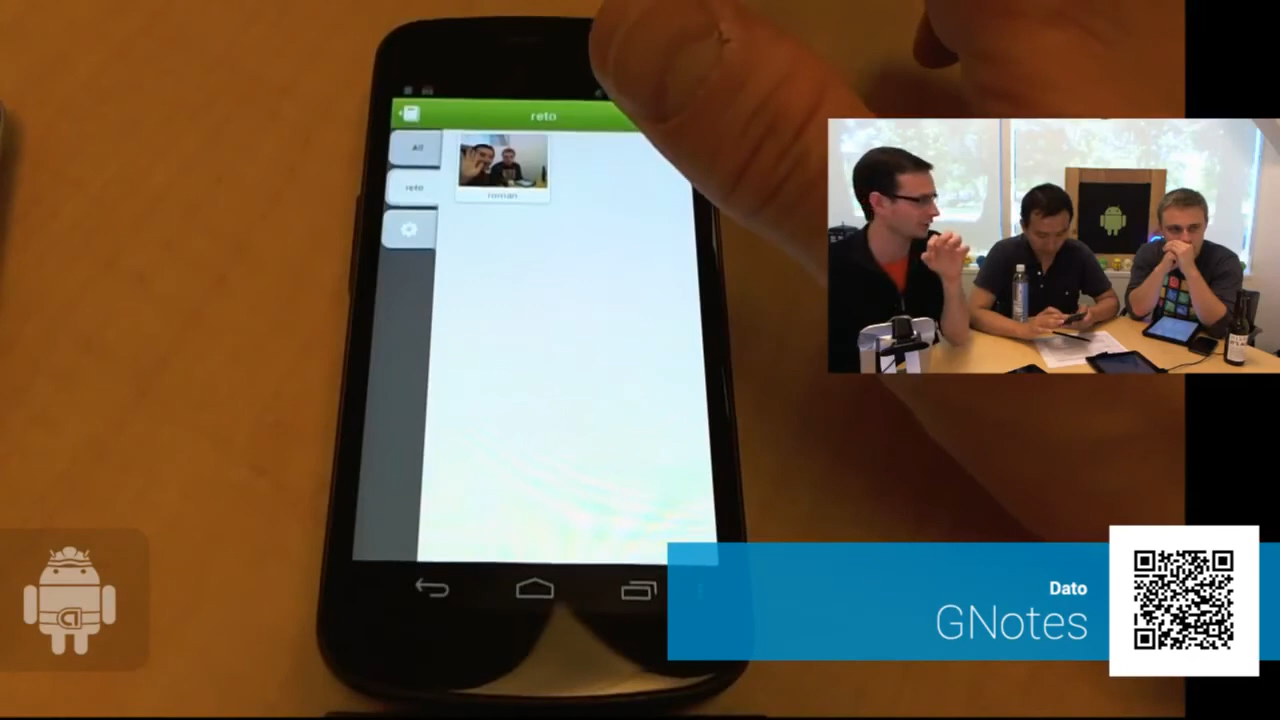 reto
All
reto
roman
Dato
GNotes